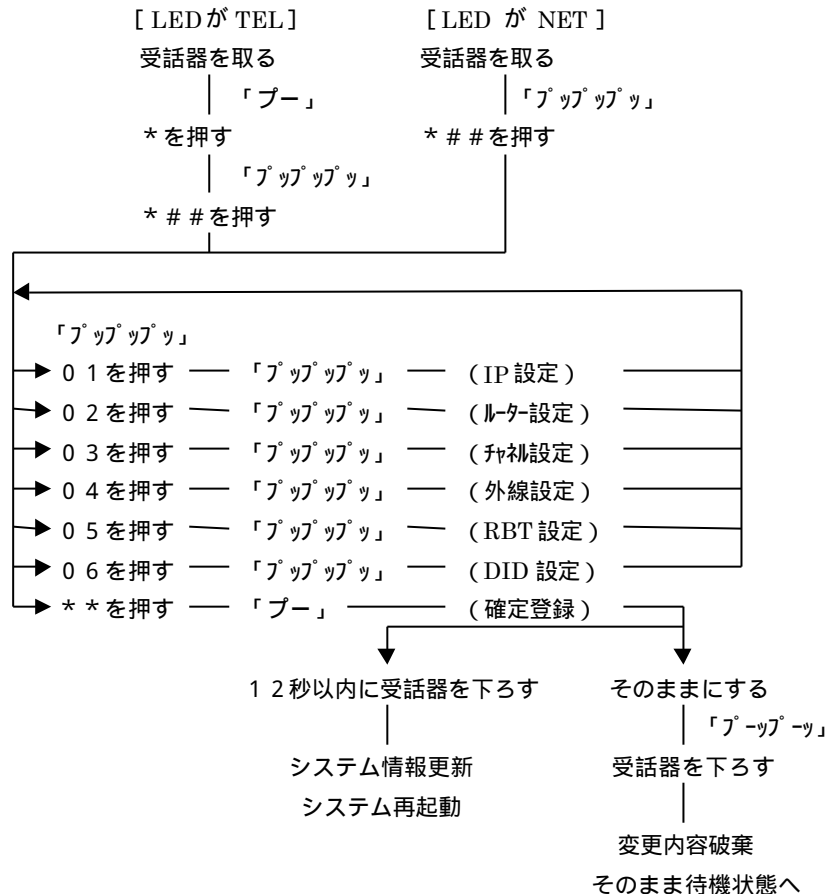 [LEDが TEL] [LED が NET]
受話器を取る 受話器を取る
「プー」 「ﾌﾟｯﾌﾟｯﾌﾟｯ」
*を押す *##を押す
「ﾌﾟｯﾌﾟｯﾌﾟｯ」
*##を押す
「ﾌﾟｯﾌﾟｯﾌﾟｯ」
01を押す 「ﾌﾟｯﾌﾟｯﾌﾟｯ」 (IP設定)
02を押す 「ﾌﾟｯﾌﾟｯﾌﾟｯ」 (ﾙｰﾀｰ設定)
03を押す 「ﾌﾟｯﾌﾟｯﾌﾟｯ」 (ﾁｬﾈﾙ設定)
04を押す 「ﾌﾟｯﾌﾟｯﾌﾟｯ」 (外線設定)
05を押す 「ﾌﾟｯﾌﾟｯﾌﾟｯ」 (RBT設定)
06を押す 「ﾌﾟｯﾌﾟｯﾌﾟｯ」 (DID 設定)
**を押す 「プー」 (確定登録)
12秒以内に受話器を下ろす そのままにする
「ﾌﾟｰｯﾌﾟｰｯ」
システム情報更新 受話器を下ろす
システム再起動
変更内容破棄
そのまま待機状態へ